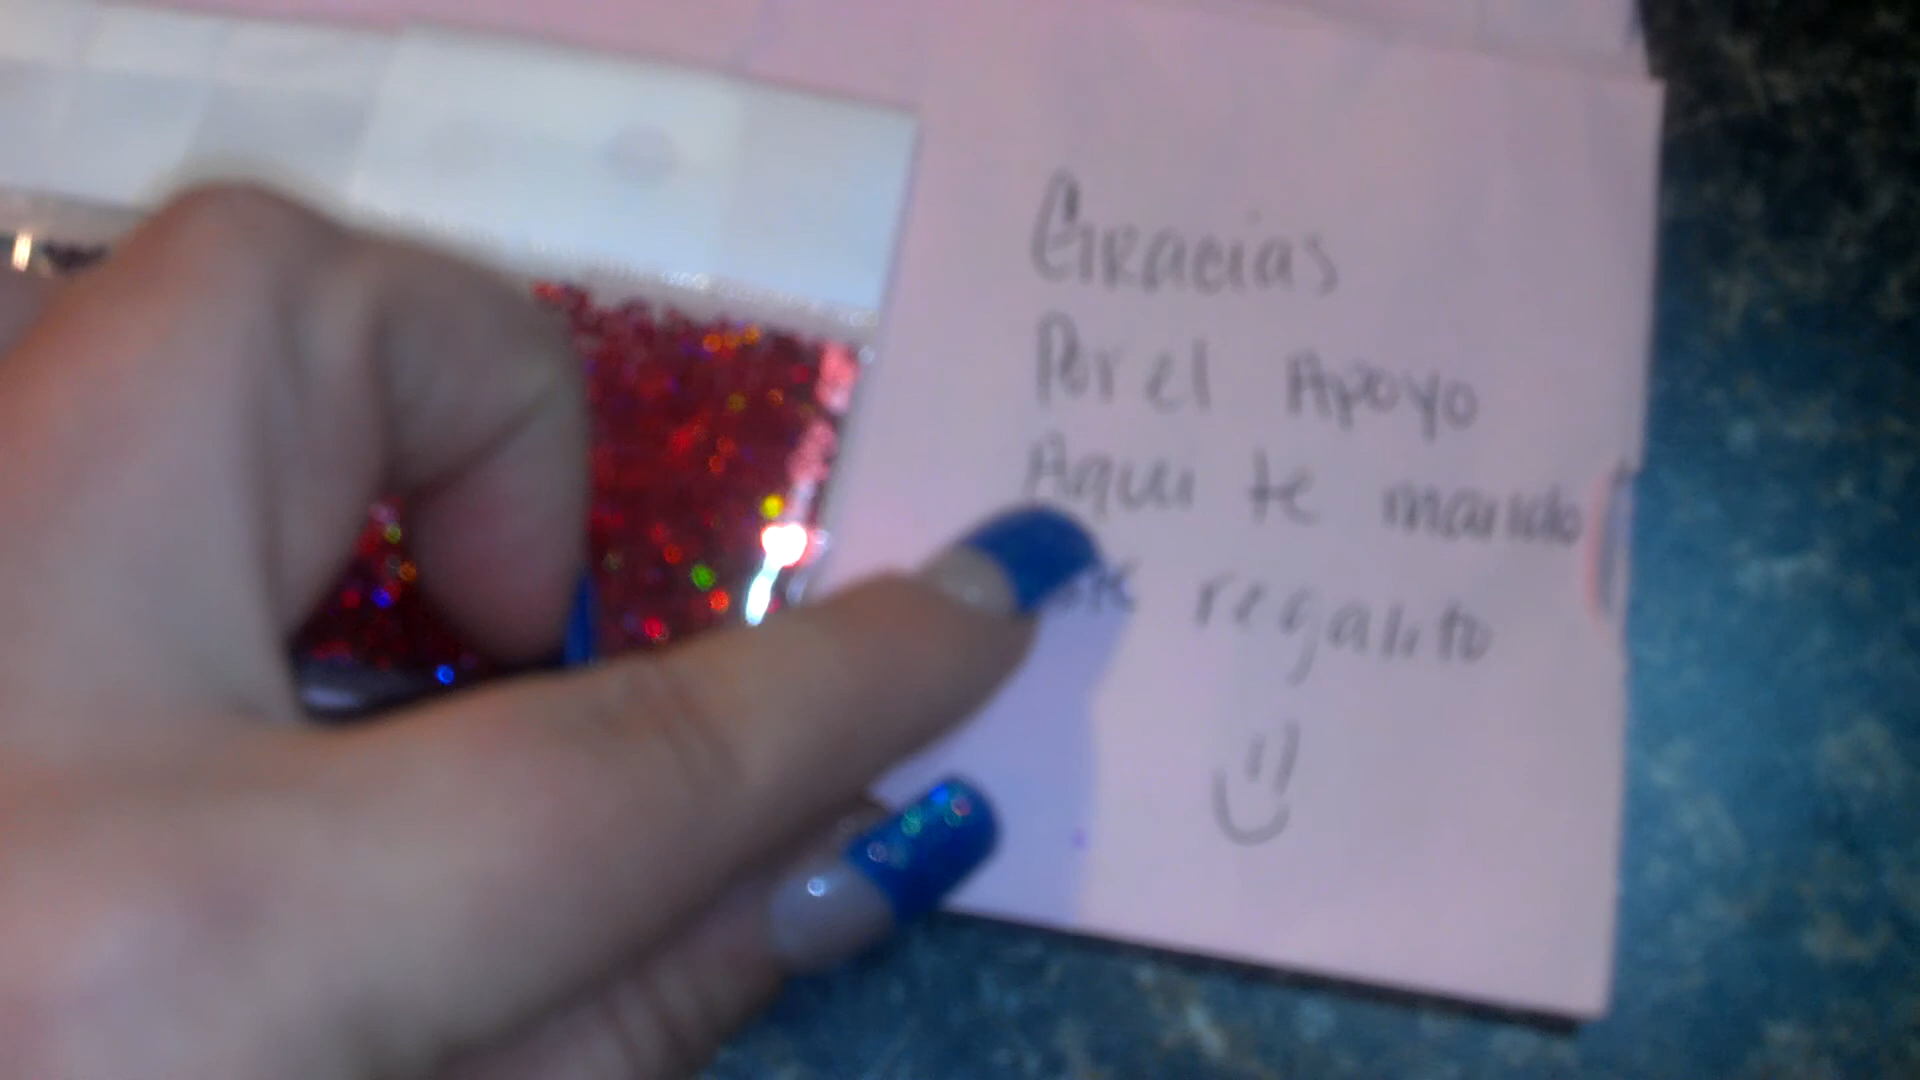 Gracias
Por el Apoyo
Aqui te mando
regalito